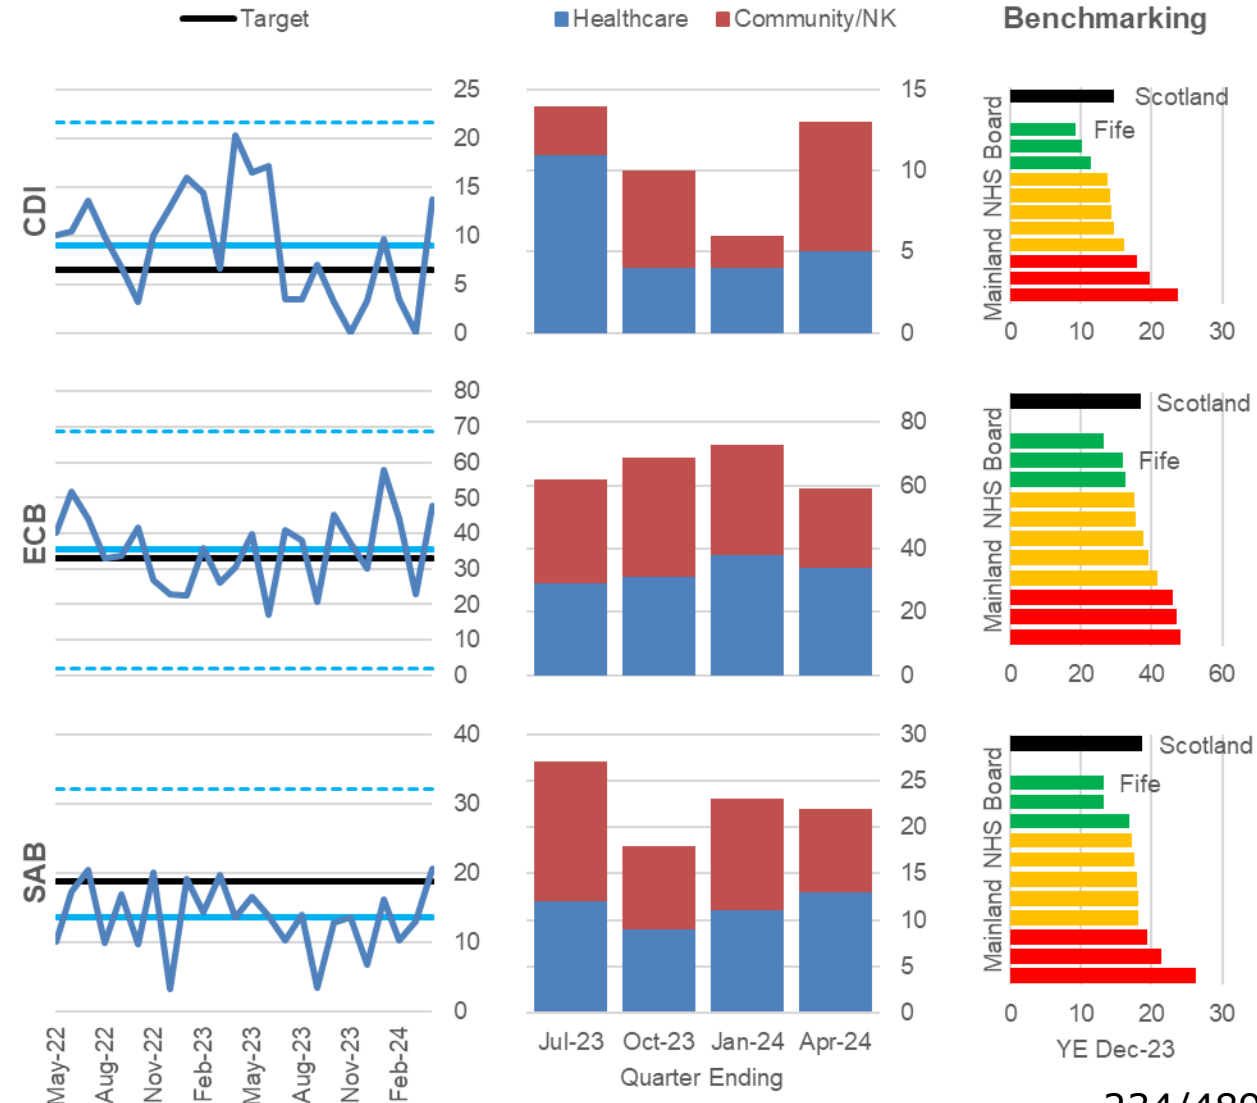 Target
Healthcare
Community/NK
Benchmarking
CDI
25
20
15
10
5
0
15
10
5
0
Mainland NHS Board
Scotland
Fife
0 10 20 30
ECB
80
70
60
50
40
30
20
10
0
80
60
40
20
0
Mainland NHS Board
Scotland
Fife
0 20 40 60
SAB
40
30
20
10
0
May-22 Aug-22 Nov-22 Feb-23 May-23 Aug-23 Nov-23 Feb-24
30
25
20
15
10
5
0
Jul-23 Oct-23 Jan-24 Apr-24
Quarter Ending
Mainland NHS Board
Scotland
Fife
0 10 20 30
YE Dec-23